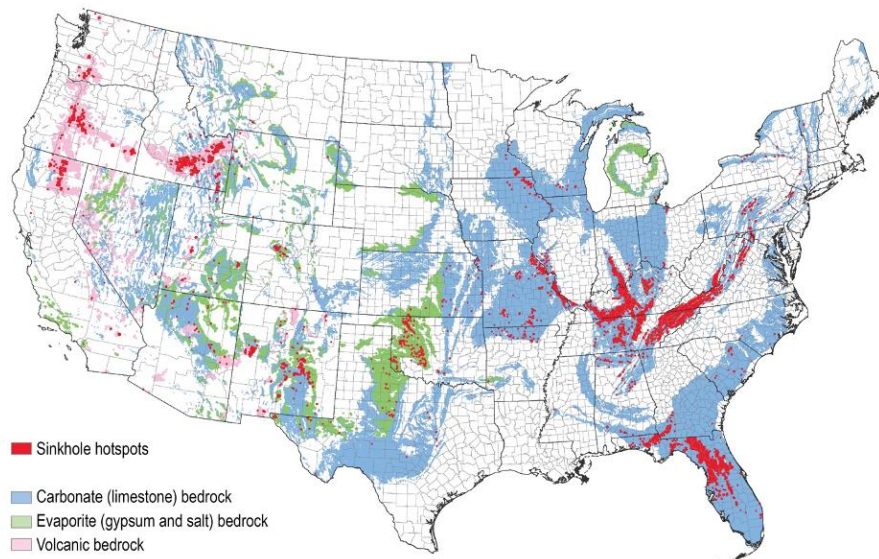 Sinkhole hotspots
Carbonate (limestone) bedrock
Evaporite (gypsum and salt) bedrock
Volcanic bedrock